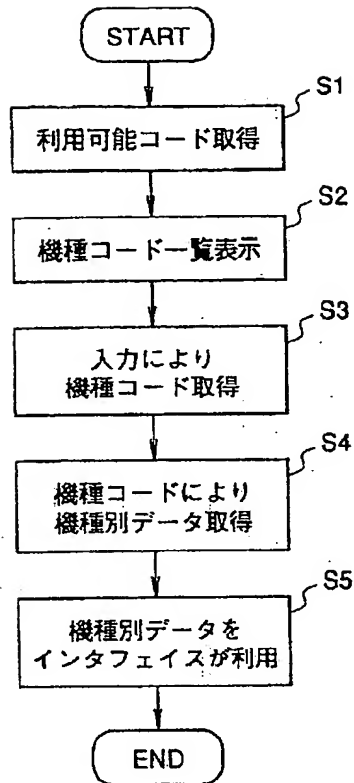 START
S1
利用可能コード取得
S2
機種コード一覧表示
S3
入力により
機種コード取得
S4
機種コードにより
機種別データ取得
S5
機種別データを
インタフェイスが利用
END